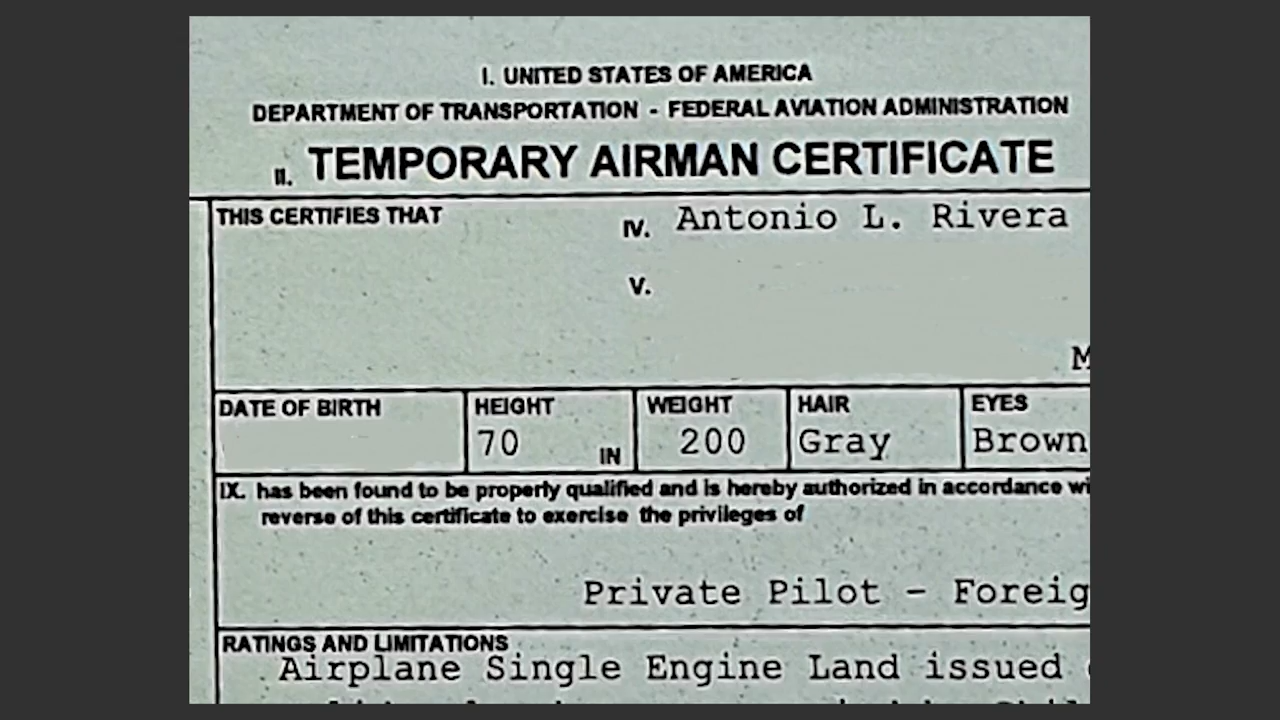 I. UNITED STATES OF AMERICA
DEPARTMENT OF TRANSPORTATION - FEDERAL AVIATION ADMINISTRATION
II. TEMPORARY AIRMAN CERTIFICATE
THIS CERTIFIES THAT IV. Antonio L. Rivera
V.
M
DATE OF BIRTH HEIGHT WEIGHT HAIR EYES
70 IN 200 Gray Brown
IX. has been found to be properly qualified and is hereby authorized in accordance wi
reverse of this certificate to exercise the privileges of
Private Pilot - Foreig
RATINGS AND LIMITATIONS
Airplane Single Engine Land issued